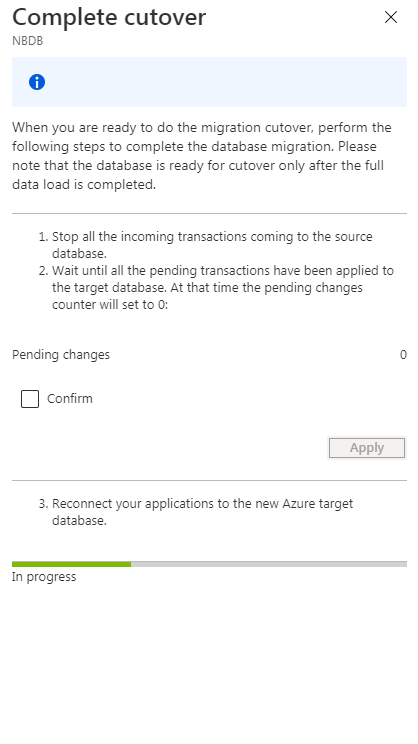 Complete cutover
NBDB
When you are ready to do the migration cutover, perform the
following steps to complete the database migration. Please
note that the database is ready for cutover only after the full
data load is completed.
1. Stop all the incoming transactions coming to the source
database.
2. Wait until all the pending transactions have been applied to
the target database. At that time the pending changes
counter will set to 0:
Pending changes 0
Confirm
Apply
3. Reconnect your applications to the new Azure target
database.
In progress